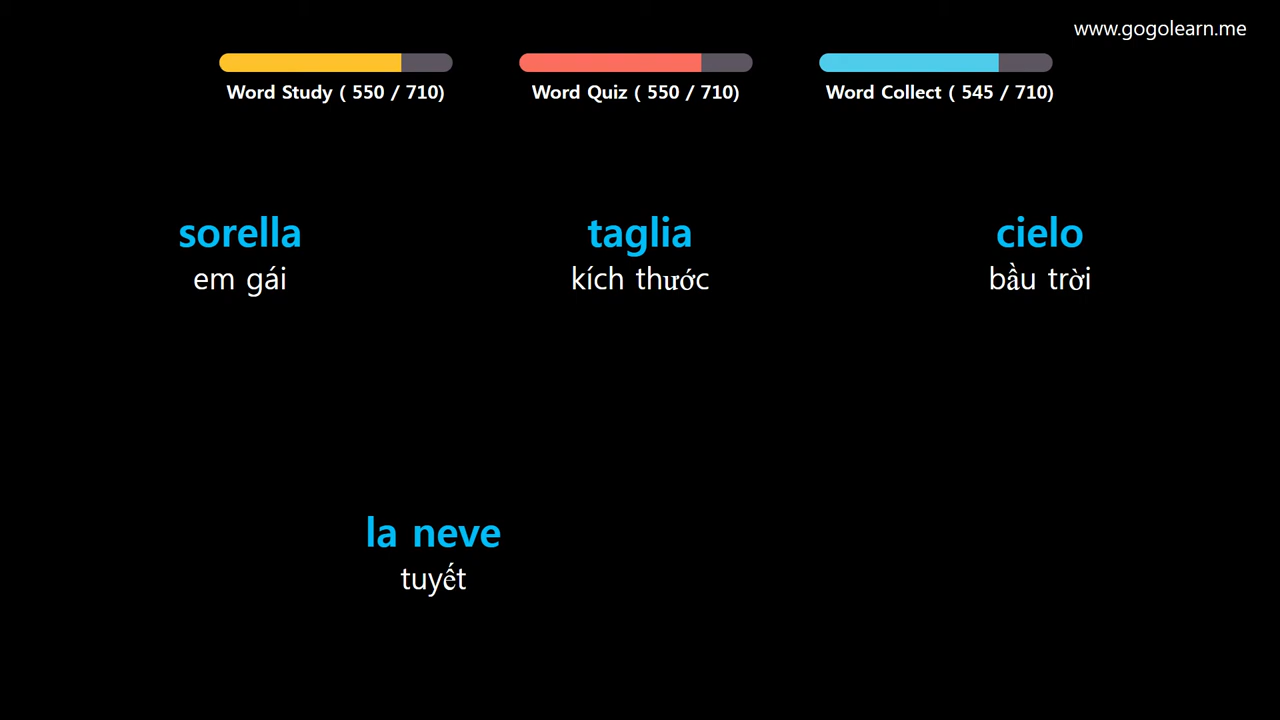 www.gogolearn.me
Word Study ( 550 / 710)
Word Quiz ( 550 / 710)
Word Collect ( 545 / 710)
sorella
em gái
taglia
kích thước
cielo
bầu trời
la neve
tuyết